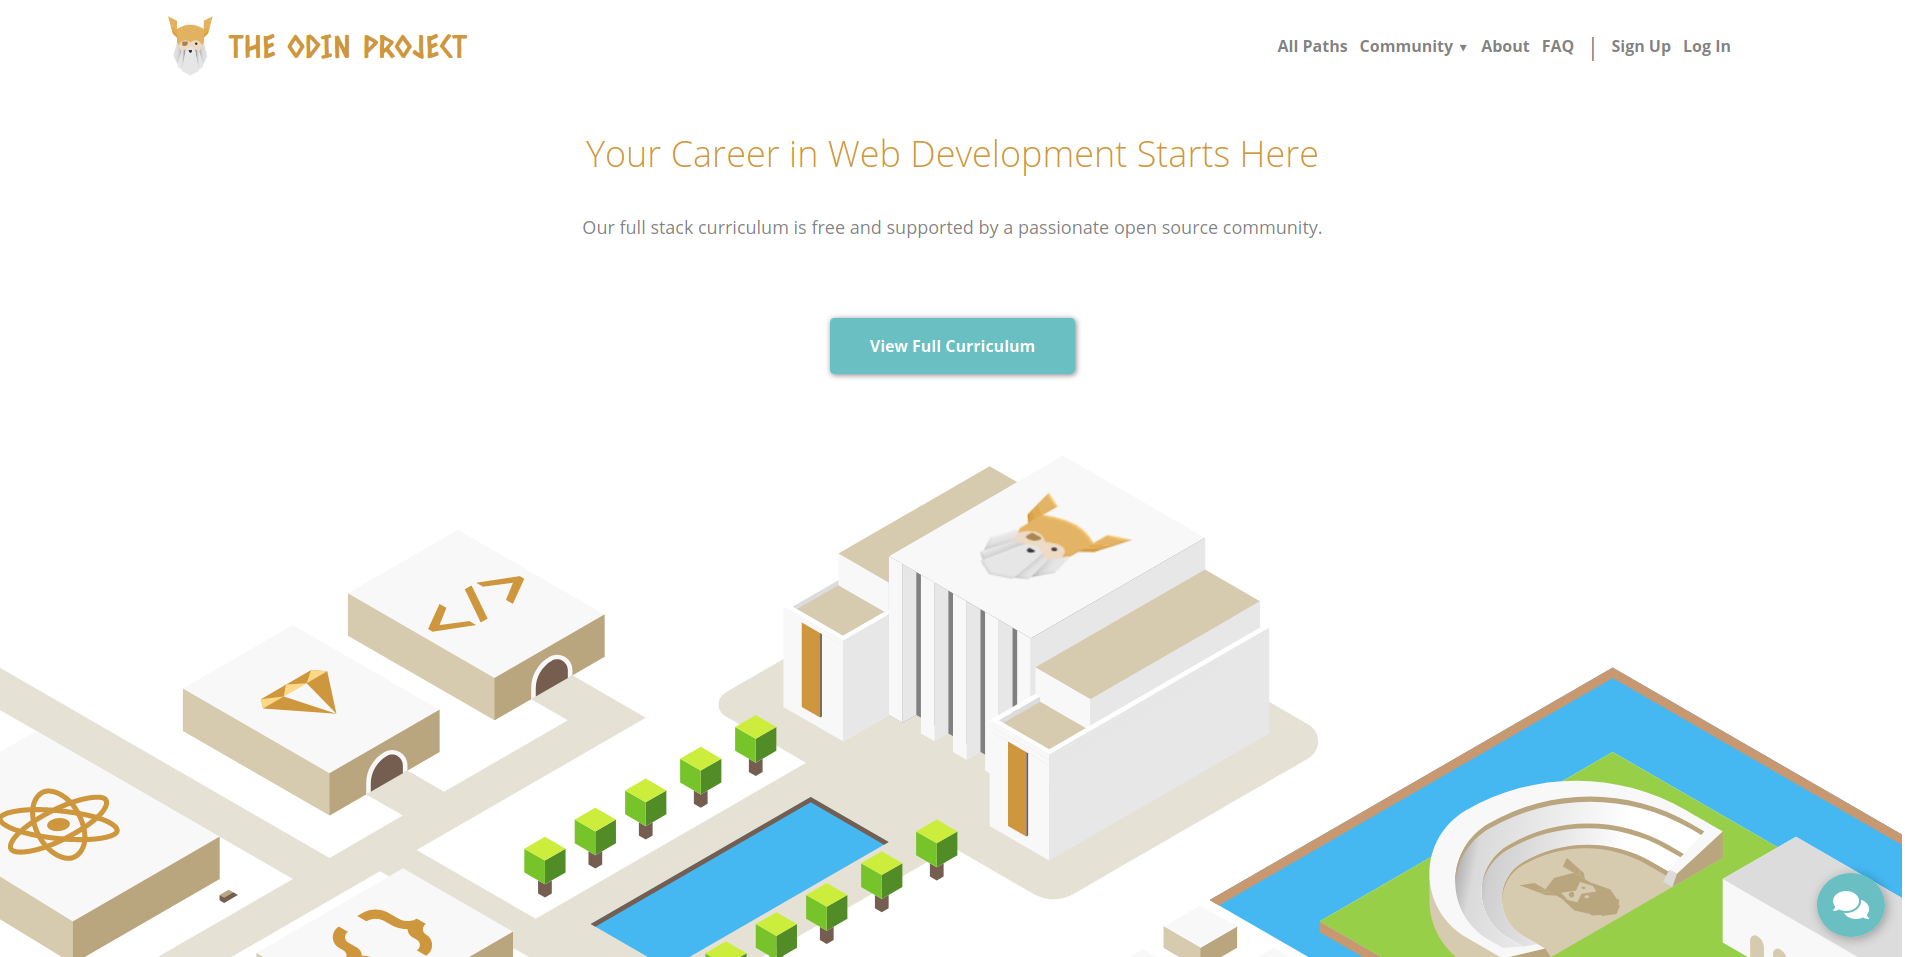 THE ODIN PROJECT
All Paths Community ▼ About FAQ | Sign Up Log In
Your Career in Web Development Starts Here
Our full stack curriculum is free and supported by a passionate open source community.
View Full Curriculum
</>